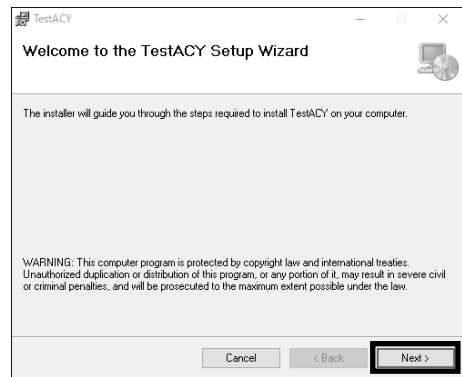 TestACY
Welcome to the TestACY Setup Wizard
The installer will guide you through the steps required to install TestACY on your computer.
WARNING: This computer program is protected by copyright law and international treaties.
Unauthorized duplication or distribution of this program, or any portion of it, may result in severe civil
or criminal penalties, and will be prosecuted to the maximum extent possible under the law.
Cancel < Back Next >